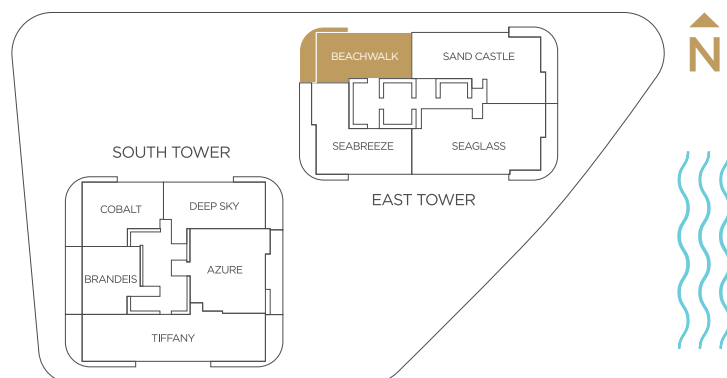 N
BEACHWALK
SAND CASTLE
SEABREEZE
SEAGLASS
EAST TOWER
SOUTH TOWER
COBALT
DEEP SKY
BRANDEIS
AZURE
TIFFANY